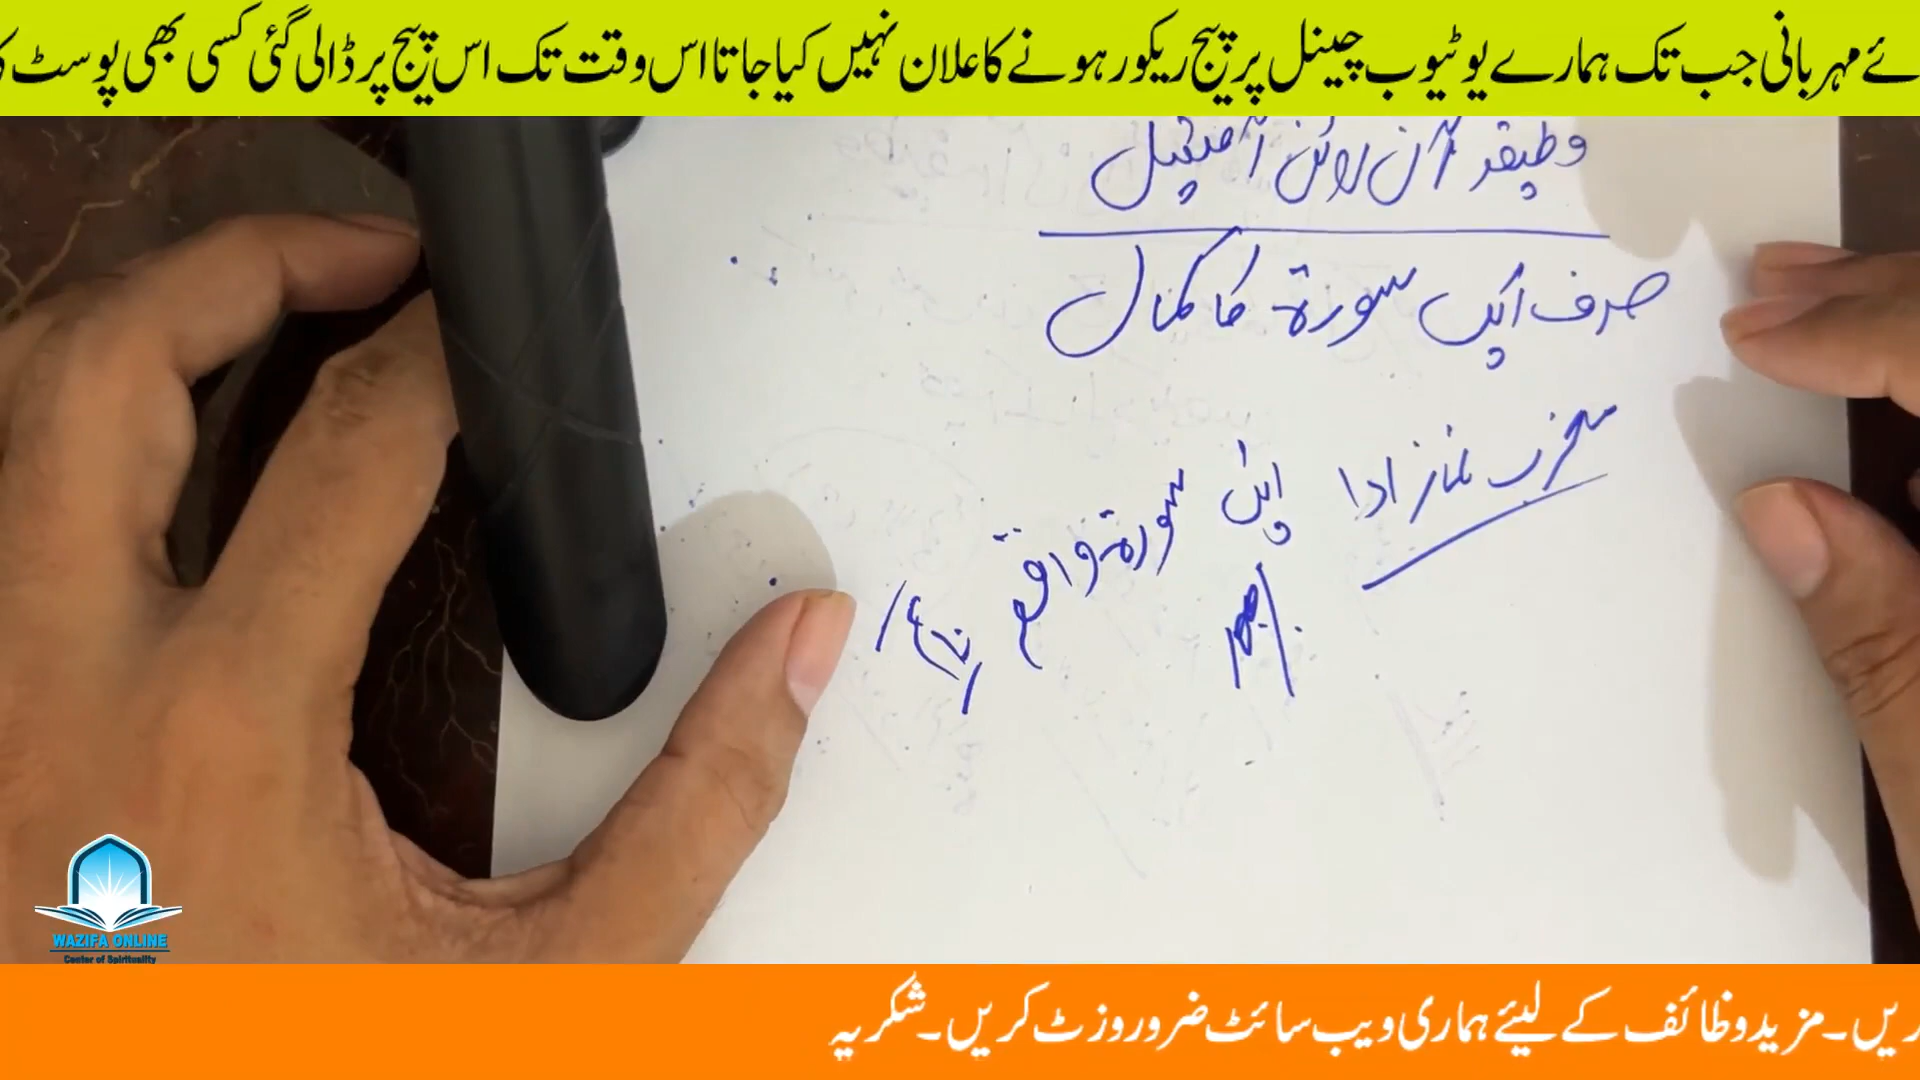 ئے مہربانی جب تک ہمارے یوٹیوب چینل پر پیج ریکور ہونے کا علان نہیں کیا جاتا اس وقت تک اس پیج پر ڈالی گئی کسی بھی پوسٹ کا
وظیفہ آن لائن آفیشل
صرف ایک سورۃ کا کمال
مغرب نماز ادا
ایک سورۃ واقع
WAZIFA ONLINE
Center of Spirituality
ریں۔ مزید وظائف کے لیئے ہماری ویب سائٹ ضرور وزٹ کریں۔ شکریہ